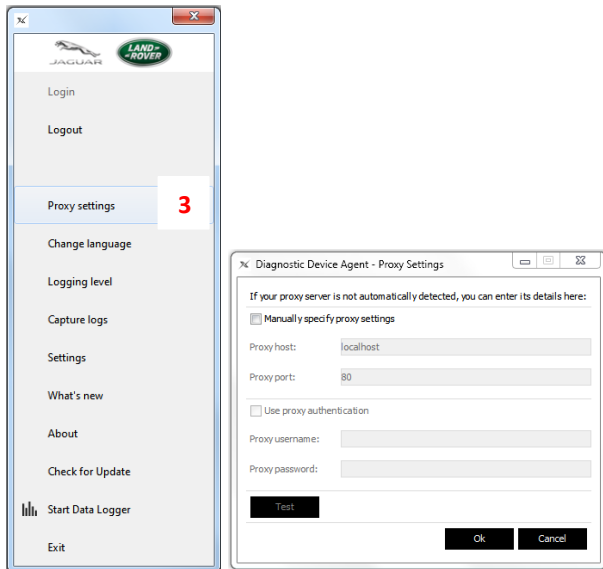 JAGUAR
LAND-
-ROVER
Login
Logout
Proxy settings
3
Change language
Logging level
Capture logs
Settings
What's new
About
Check for Update
Start Data Logger
Exit
Diagnostic Device Agent - Proxy Settings
If your proxy server is not automatically detected, you can enter its details here:
Manually specify proxy settings
Proxy host: localhost
Proxy port: 80
Use proxy authentication
Proxy username:
Proxy password:
Test
Ok Cancel